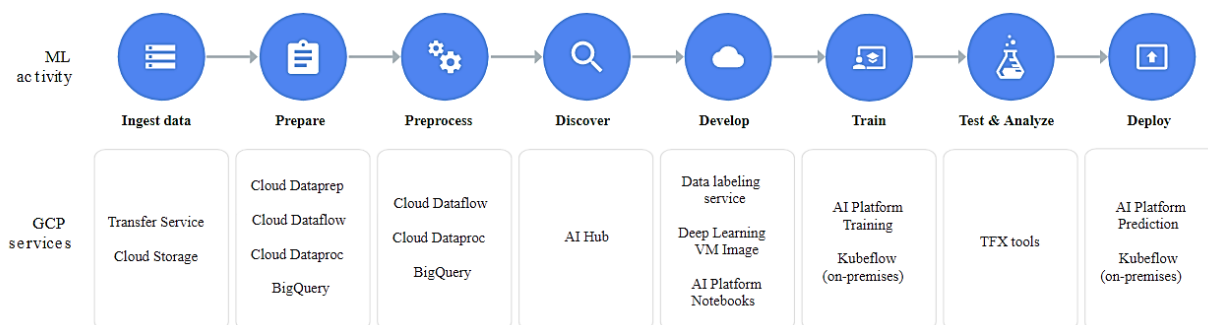 ML
activity
Ingest data
Prepare
Preprocess
Discover
Develop
Train
Test & Analyze
Deploy
GCP
services
Transfer Service
Cloud Storage
Cloud Dataprep
Cloud Dataflow
Cloud Dataproc
BigQuery
Cloud Dataflow
Cloud Dataproc
BigQuery
AI Hub
Data labeling
service
Deep Learning
VM Image
AI Platform
Notebooks
AI Platform
Training
Kubeflow
(on-premises)
TFX tools
AI Platform
Prediction
Kubeflow
(on-premises)